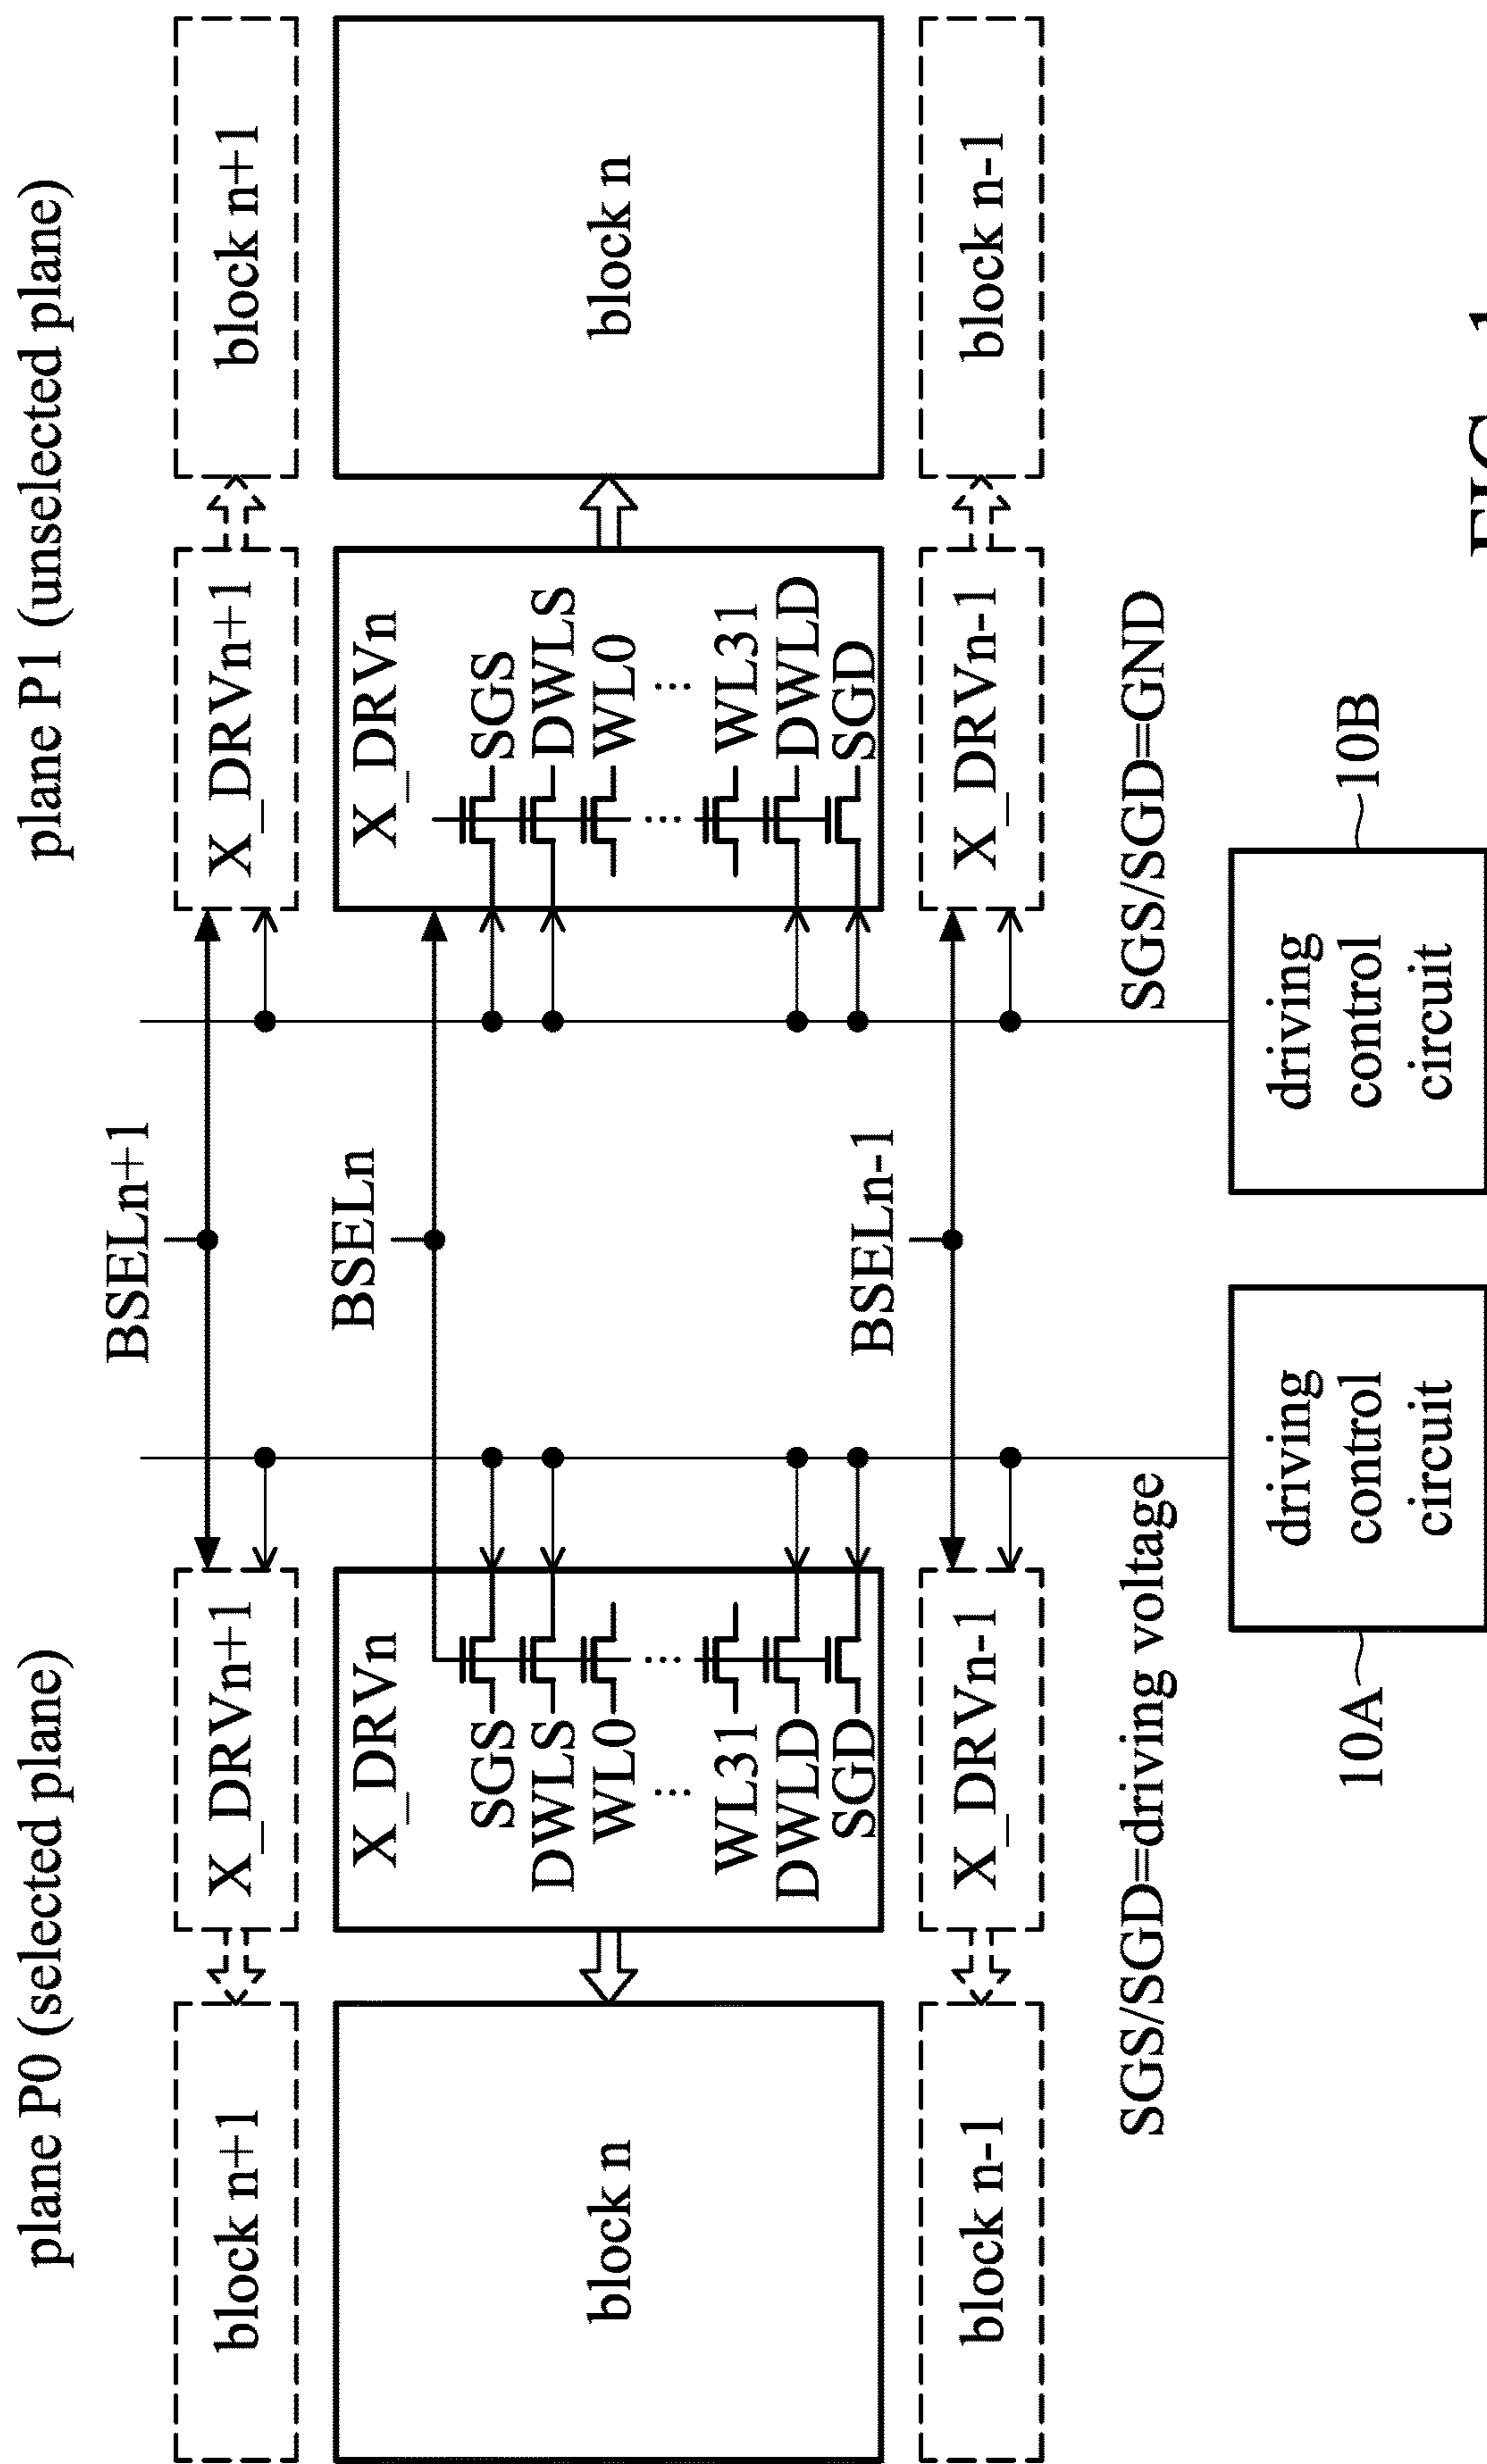 plane P0 (selected plane)
plane P1 (unselected plane)
BSELn+1
block n+1
X_DRVn+1
X_DRVn+1
block n+1
BSELn
block n
X_DRVn
SGS
DWLS
WL0
...
WL31
DWLD
SGD
...
X_DRVn
SGS
DWLS
WL0
...
WL31
DWLD
SGD
...
block n
BSELn-1
block n-1
X_DRVn-1
X_DRVn-1
block n-1
SGS/SGD=driving voltage
SGS/SGD=GND
10A
driving
control
circuit
driving
control
circuit
10B